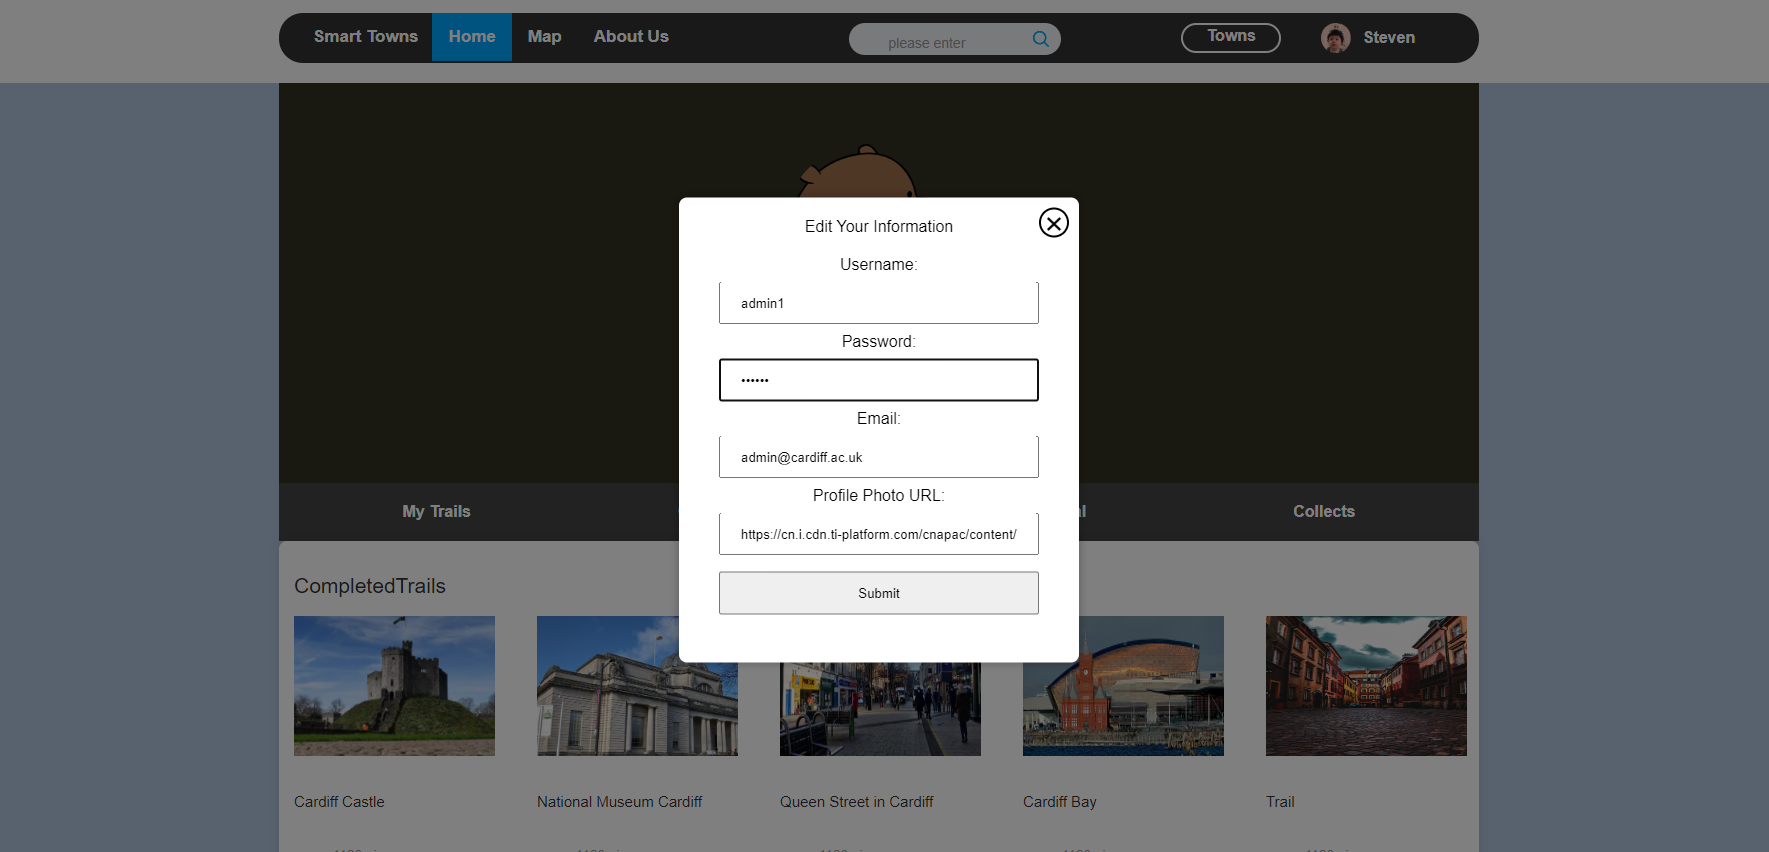 Smart Towns Home Map About Us please enter Towns Steven
Edit Your Information
Username:
admin1
Password:
••••••
Email:
admin@cardiff.ac.uk
Profile Photo URL:
https://cn.i.cdn.ti-platform.com/cnapac/content/
Submit
My Trails Collects
CompletedTrails
Cardiff Castle National Museum Cardiff Queen Street in Cardiff Cardiff Bay Trail